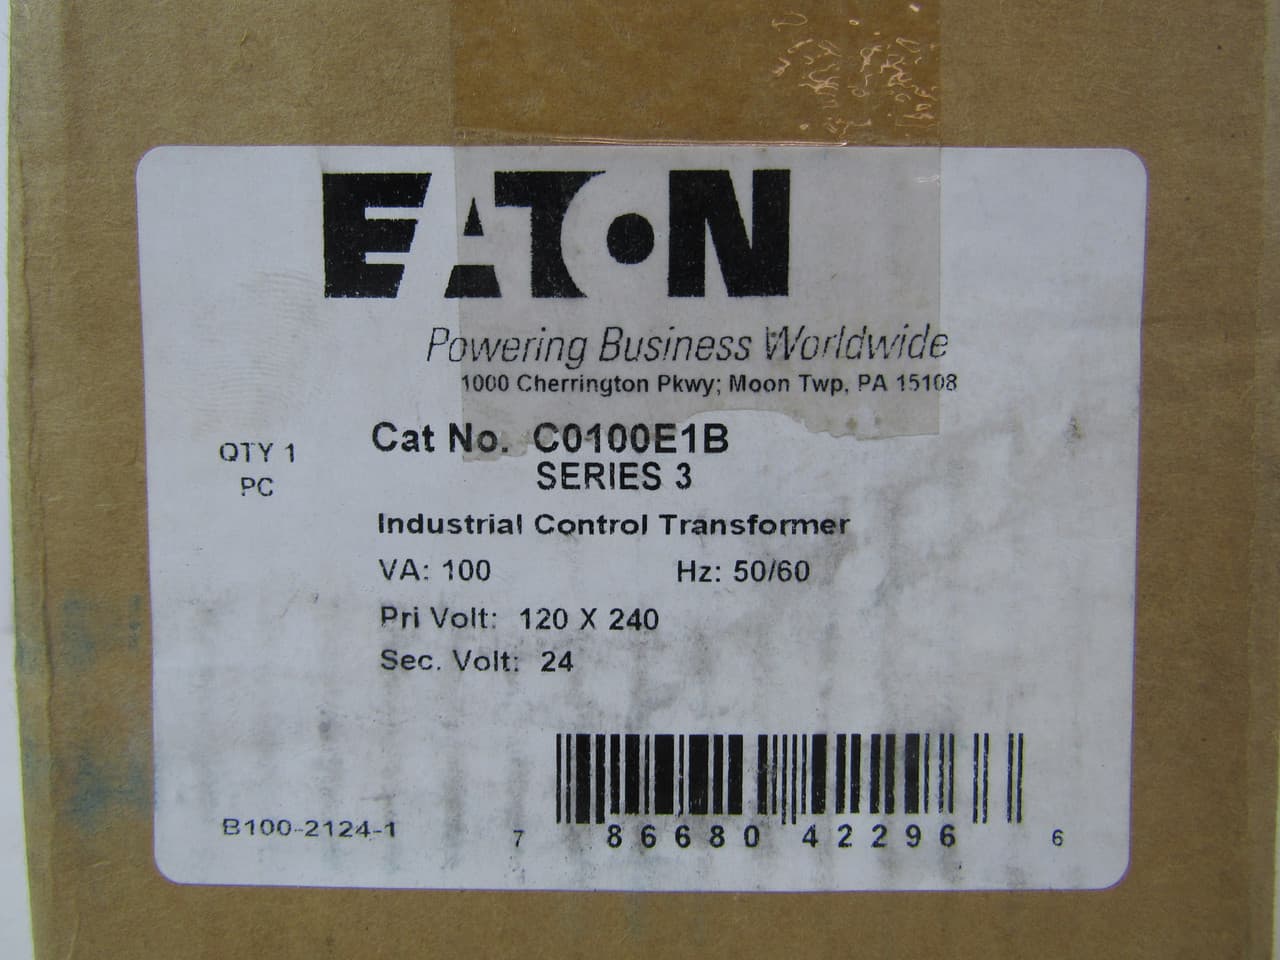 EATON
Powering Business Worldwide
1000 Cherrington Pkwy; Moon Twp, PA 15108
QTY 1
PC
Cat No. C0100E1B
SERIES 3
Industrial Control Transformer
VA: 100 Hz: 50/60
Pri Volt: 120 X 240
Sec. Volt: 24
B100-2124-1
7 86680 42296 6